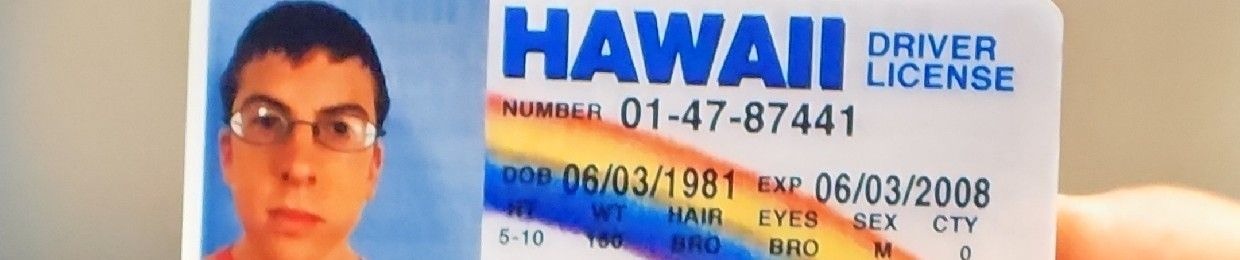 HAWAII DRIVER
LICENSE
NUMBER 01-47-87441
DOB 06/03/1981 EXP 06/03/2008
HT WT HAIR EYES SEX CTY
5-10 150 BRO BRO M 0